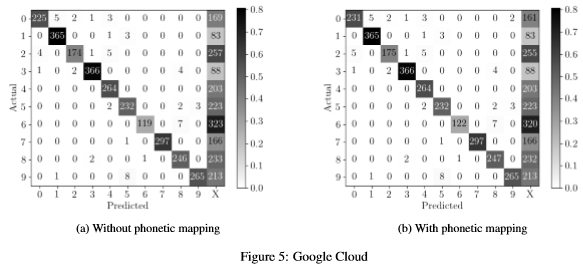 0 225 5 2 1 3 0 0 0 0 0 169
1 0 365 0 1 3 0 0 0 0 0 83
2 4 0 174 1 5 0 0 0 0 0 257
3 1 0 2 366 0 0 0 0 4 0 88
4 0 0 0 0 264 0 0 0 0 0 203
5 0 0 0 0 2 232 0 0 2 3 223
6 0 0 0 0 0 0 119 0 7 0 323
7 0 0 0 0 0 1 0 297 0 0 166
8 0 0 0 2 0 0 1 0 246 0 233
9 0 1 0 0 0 8 0 0 0 265 213
0 1 2 3 4 5 6 7 8 9 X
Actual
Predicted
0.8
0.7
0.6
0.5
0.4
0.3
0.2
0.1
0.0
(a) Without phonetic mapping
0 231 5 2 1 3 0 0 0 0 2 161
1 0 365 0 1 3 0 0 0 0 0 83
2 4 0 175 1 5 0 0 0 0 0 255
3 1 0 2 366 0 0 0 0 4 0 88
4 0 0 0 0 264 0 0 0 0 0 203
5 0 0 0 0 2 232 0 0 2 3 223
6 0 0 0 0 0 0 122 0 7 0 320
7 0 0 0 0 0 1 0 297 0 0 166
8 0 0 0 2 0 0 1 0 247 0 232
9 0 1 0 0 0 8 0 0 0 265 213
0 1 2 3 4 5 6 7 8 9 X
Actual
Predicted
0.8
0.7
0.6
0.5
0.4
0.3
0.2
0.1
0.0
(b) With phonetic mapping
Figure 5: Google Cloud